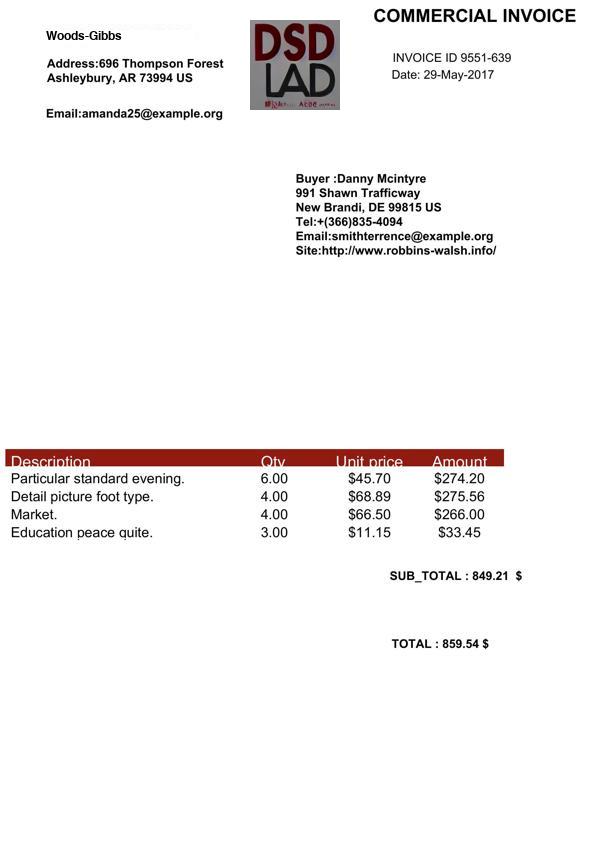 COMMERCIAL INVOICE
Woods-Gibbs
Address:696 Thompson Forest
Ashleybury, AR 73994 US
Email:amanda25@example.org
DSD
LAD
INVOICE ID 9551-639
Date: 29-May-2017
Buyer :Danny Mcintyre
991 Shawn Trafficway
New Brandi, DE 99815 US
Tel:+(366)835-4094
Email:smithterrence@example.org
Site:http://www.robbins-walsh.info/
Description Qty Unit price Amount
Particular standard evening. 6.00 $45.70 $274.20
Detail picture foot type. 4.00 $68.89 $275.56
Market. 4.00 $66.50 $266.00
Education peace quite. 3.00 $11.15 $33.45
SUB_TOTAL : 849.21 $
TOTAL : 859.54 $